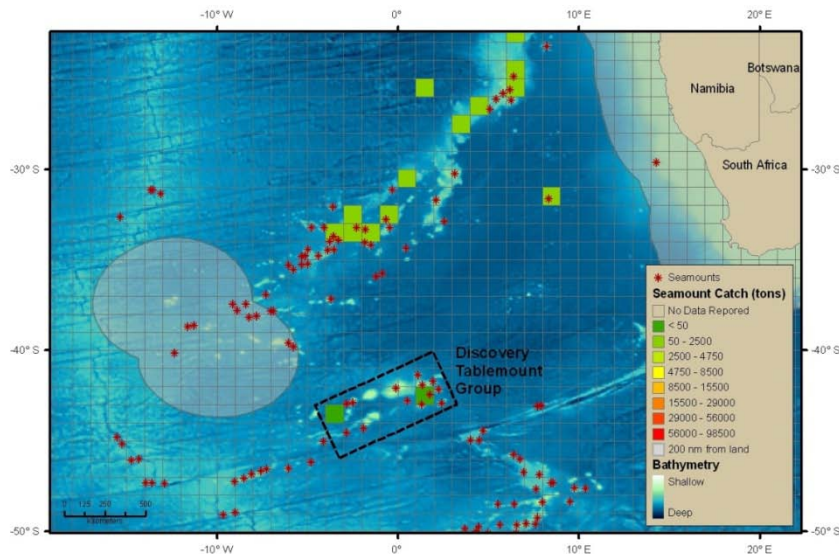 -10° W 0° 10° E 20° E
Botswana
Namibia
-30° S -30° S
South Africa
Seamounts
Seamount Catch (tons)
No Data Repored
< 50
50 - 2500
2500 - 4750
4750 - 8500
8500 - 15500
15500 - 29000
29000 - 56000
56000 - 98500
200 nm from land
Bathymetry
Shallow
Deep
-40° S -40° S
Discovery
Tablemount
Group
0 125 250 500
Kilometers
-50° S -50° S
-10° W 0° 10° E 20° E